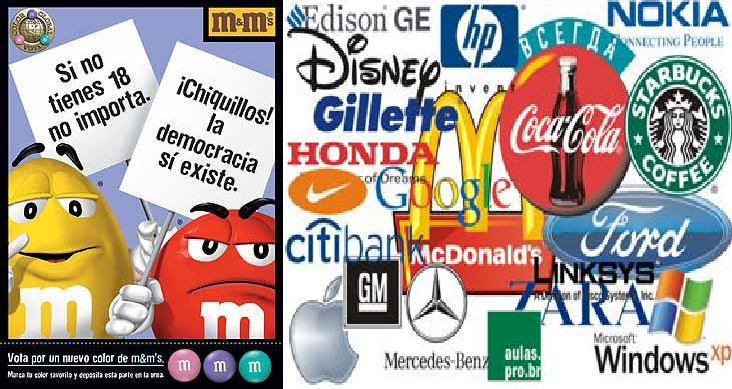 COLOR GLOBAL VOTA
m&m's
Si no
tienes 18
no importa.
¡Chiquillos!
la
democracia
sí existe.
m
m
Vota por un nuevo color de m&m's.
Marca tu color favorito y deposita esta parte en la urna.
m
m
m
Edison GE
hp
invent
NOKIA
CONNECTING PEOPLE
Disney
ВСЕГДА
Coca-Cola
STARBUCKS
COFFEE
Gillette
HONDA
of Dreams
Google
citibank
McDonald's
Ford
GM
LINKSYS
A Division of Cisco Systems, Inc.
ZARA
Mercedes-Benz
aulas.
pro.br
Microsoft
Windows xp